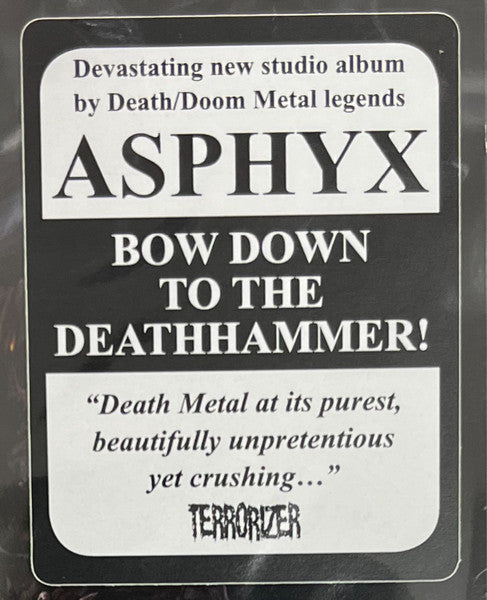 Devastating new studio album
by Death/Doom Metal legends
ASPHYX
BOW DOWN
TO THE
DEATHHAMMER!
“Death Metal at its purest,
beautifully unpretentious
yet crushing…”
TERRORIZER